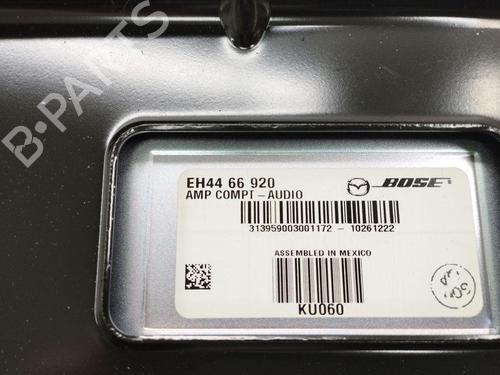 B-PARTS
EH44 66 920
AMP COMPT-AUDIO
BOSE
313959003001172 - 10261222
ASSEMBLED IN MEXICO
KU060